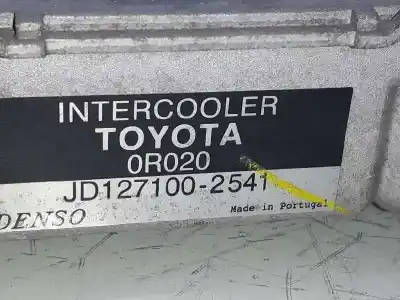 INTERCOOLER
TOYOTA
0R020
JD127100-2541
DENSO
Made in Portugal